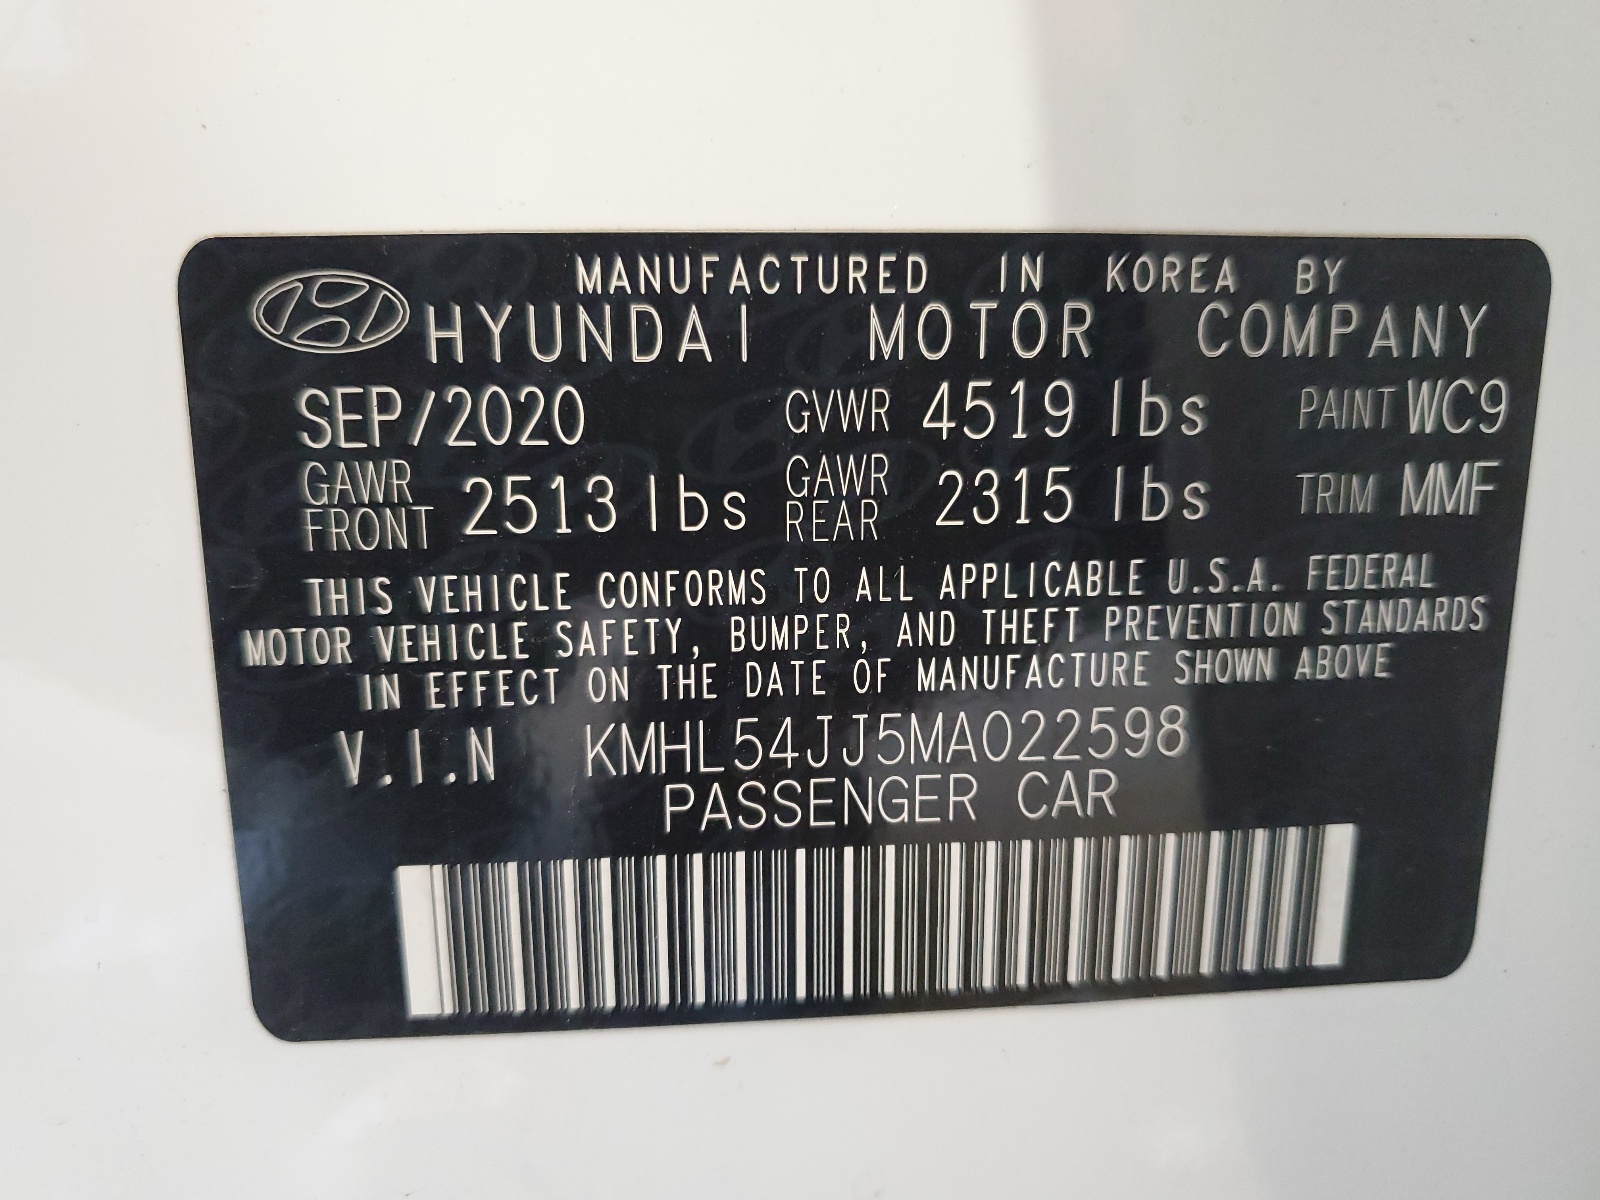 MANUFACTURED IN KOREA BY
HYUNDAI MOTOR COMPANY
SEP/2020 GVWR 4519 lbs PAINT WC9
GAWR FRONT 2513 lbs GAWR REAR 2315 lbs TRIM MMF
THIS VEHICLE CONFORMS TO ALL APPLICABLE U.S.A. FEDERAL
MOTOR VEHICLE SAFETY, BUMPER, AND THEFT PREVENTION STANDARDS
IN EFFECT ON THE DATE OF MANUFACTURE SHOWN ABOVE
V.I.N KMHL54JJ5MA022598
PASSENGER CAR